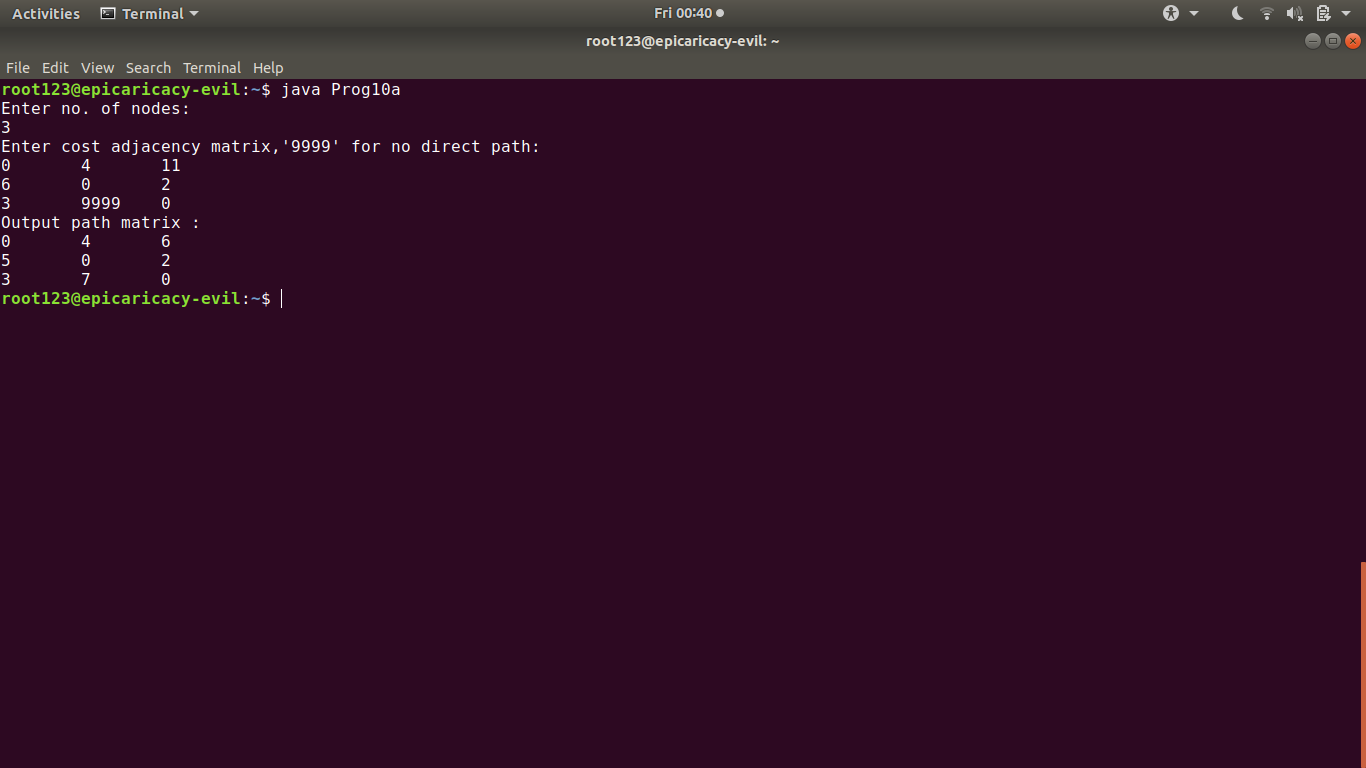 Activities Terminal Fri 00:40
root123@epicaricacy-evil: ~
File Edit View Search Terminal Help
root123@epicaricacy-evil:~$ java Prog10a
Enter no. of nodes:
3
Enter cost adjacency matrix,'9999' for no direct path:
0 4 11
6 0 2
3 9999 0
Output path matrix :
0 4 6
5 0 2
3 7 0
root123@epicaricacy-evil:~$